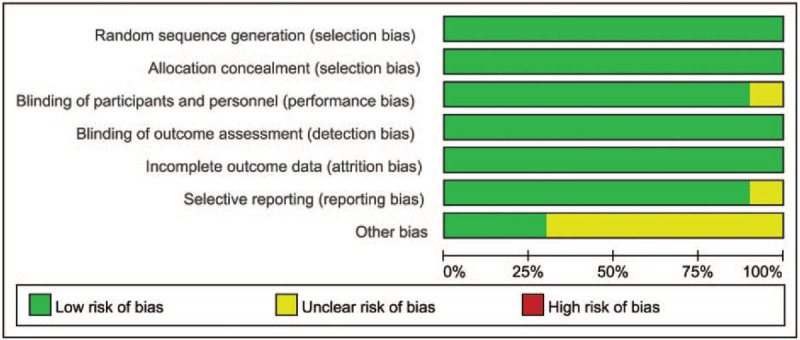 Random sequence generation (selection bias)
Allocation concealment (selection bias)
Blinding of participants and personnel (performance bias)
Blinding of outcome assessment (detection bias)
Incomplete outcome data (attrition bias)
Selective reporting (reporting bias)
Other bias
0% 25% 50% 75% 100%
Low risk of bias Unclear risk of bias High risk of bias